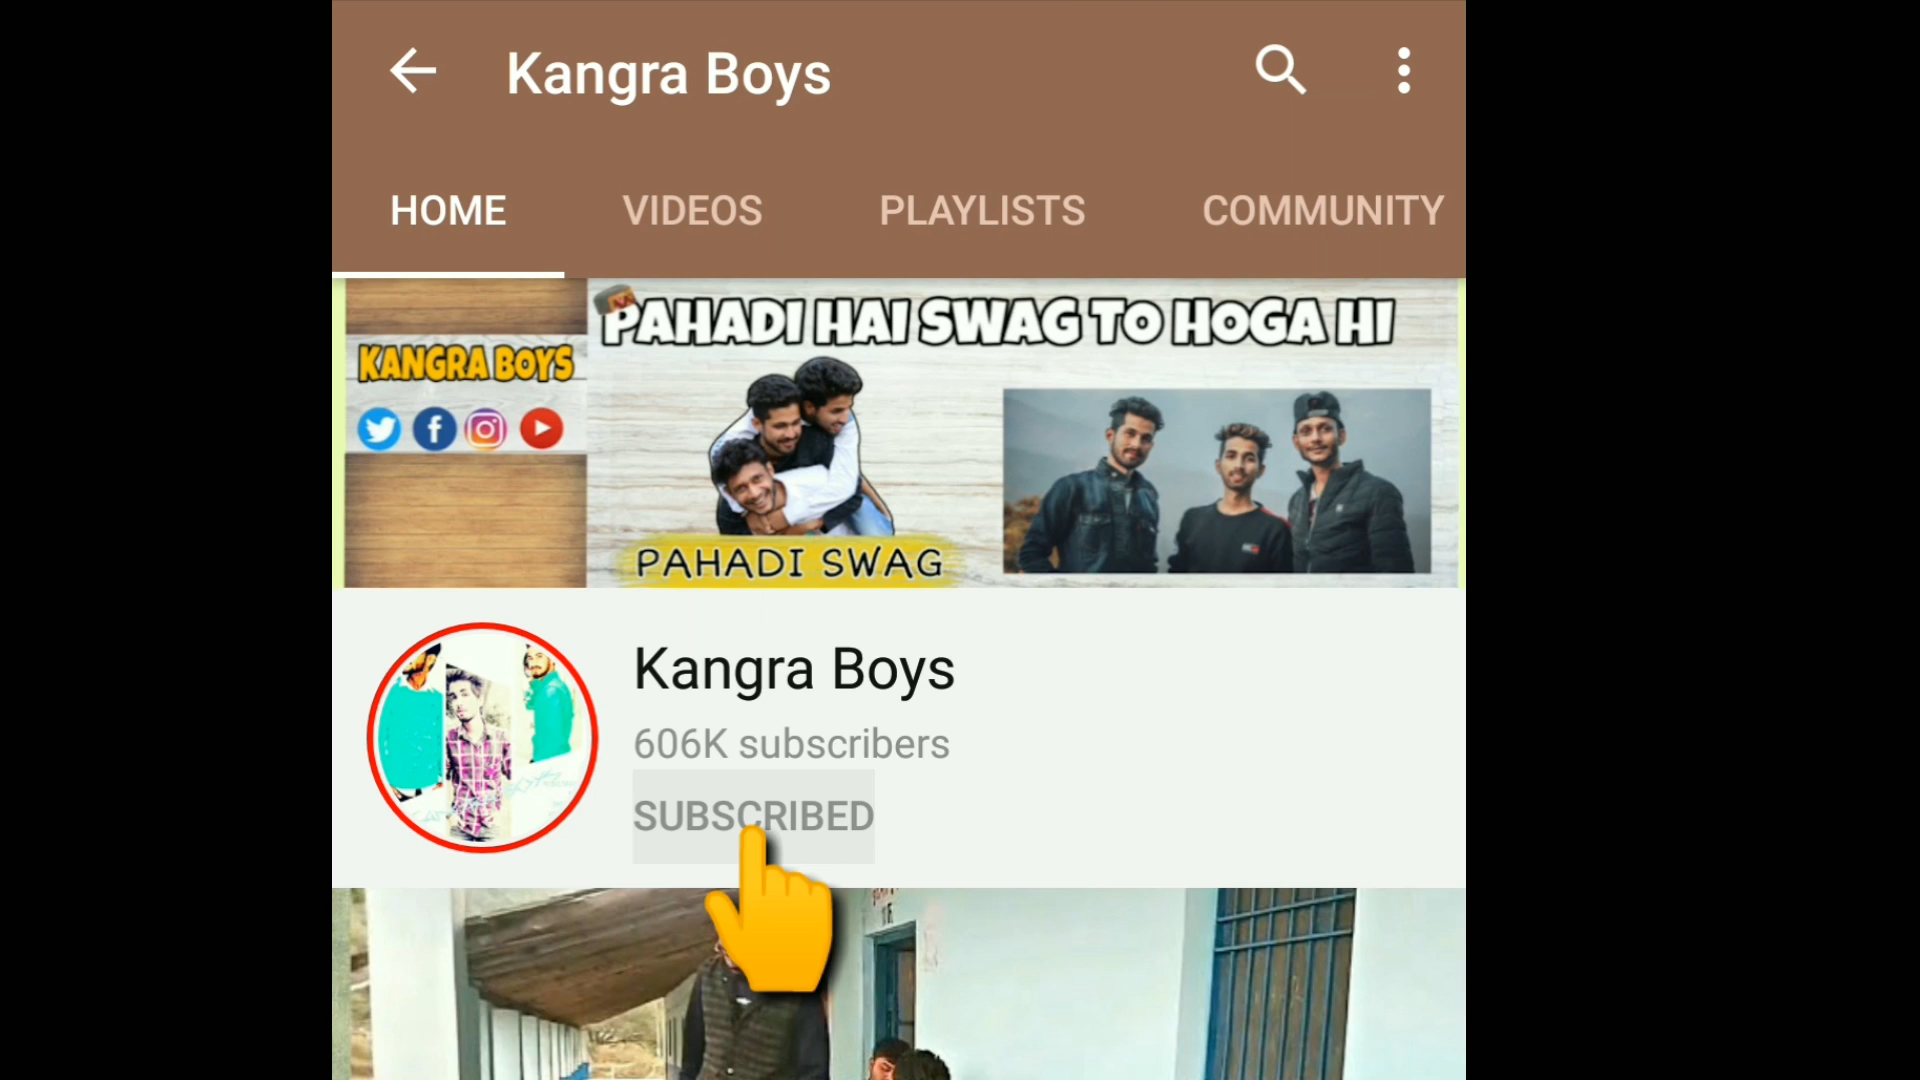 Kangra Boys
HOME VIDEOS PLAYLISTS COMMUNITY
PAHADI HAI SWAG TO HOGA HI
KANGRA BOYS
PAHADI SWAG
Kangra Boys
606K subscribers
SUBSCRIBED